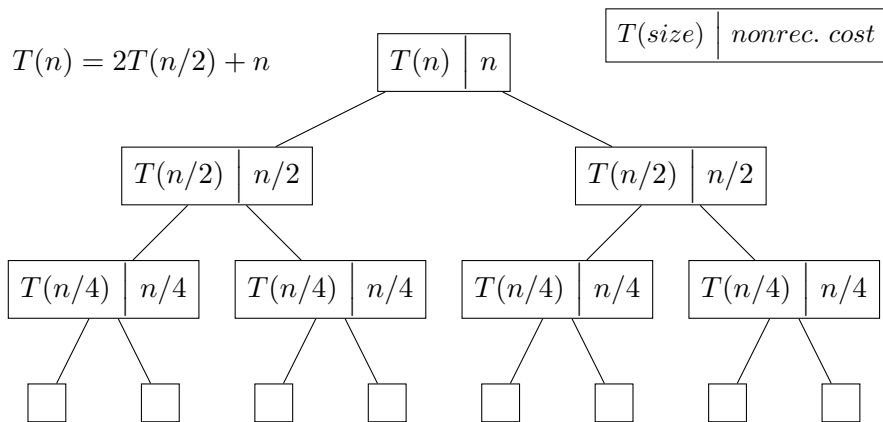 T(size) | nonrec. cost
T(n) = 2T(n/2) + n
T(n) | n
T(n/2) | n/2 T(n/2) | n/2
T(n/4) | n/4 T(n/4) | n/4 T(n/4) | n/4 T(n/4) | n/4